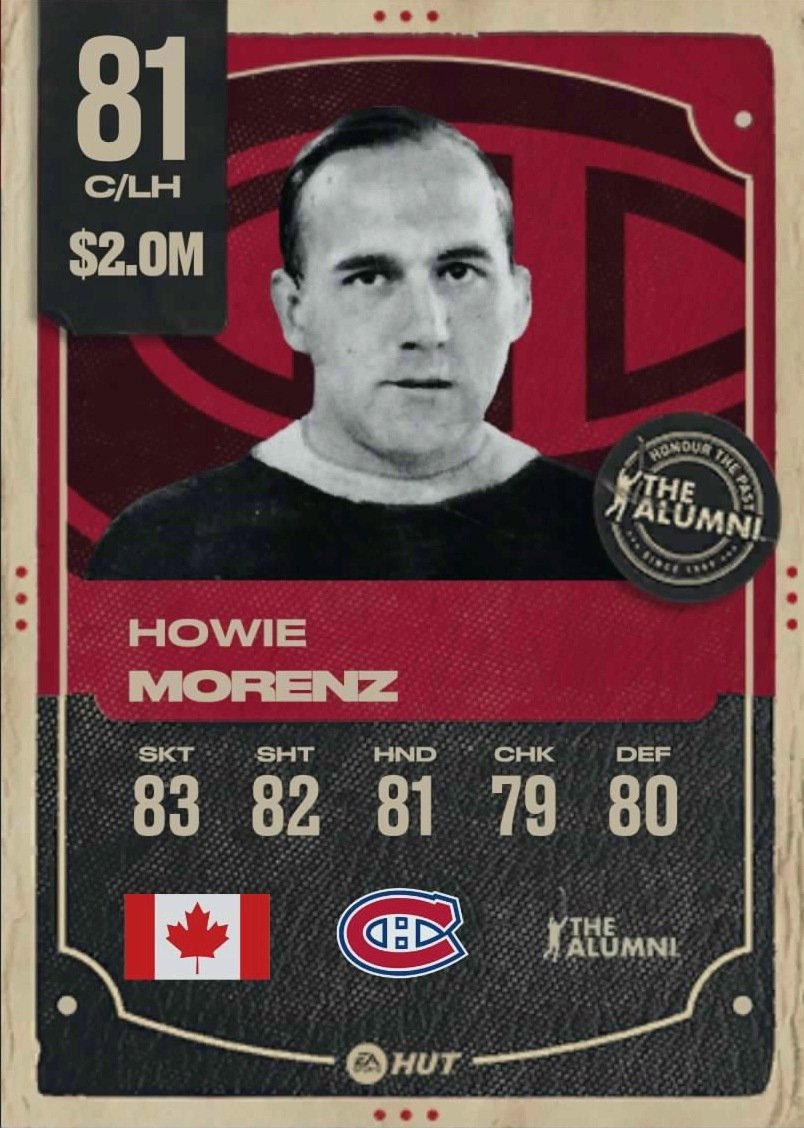 81
C/LH
$2.0M
HONOUR THE PAST
THE
ALUMNI
HOWIE
MORENZ
SKT SHT HND CHK DEF
83 82 81 79 80
THE
ALUMNI
EA
HUT